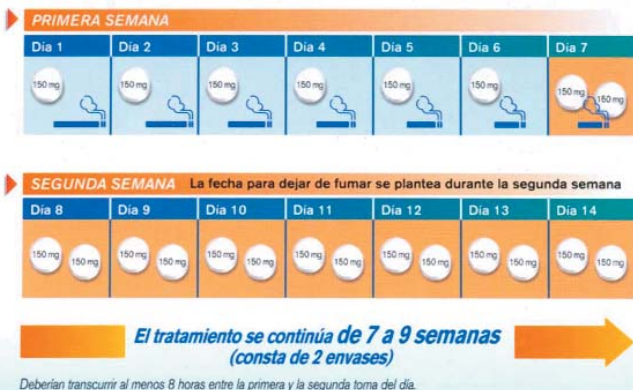 PRIMERA SEMANA
Día 1 Día 2 Día 3 Día 4 Día 5 Día 6 Día 7
150 mg 150 mg 150 mg 150 mg 150 mg 150 mg 150 mg 150 mg
SEGUNDA SEMANA La fecha para dejar de fumar se plantea durante la segunda semana
Día 8 Día 9 Día 10 Día 11 Día 12 Día 13 Día 14
150 mg 150 mg 150 mg 150 mg 150 mg 150 mg 150 mg 150 mg 150 mg 150 mg 150 mg 150 mg 150 mg 150 mg
El tratamiento se continúa de 7 a 9 semanas
(consta de 2 envases)
Deberían transcurrir al menos 8 horas entre la primera y la segunda toma del día.